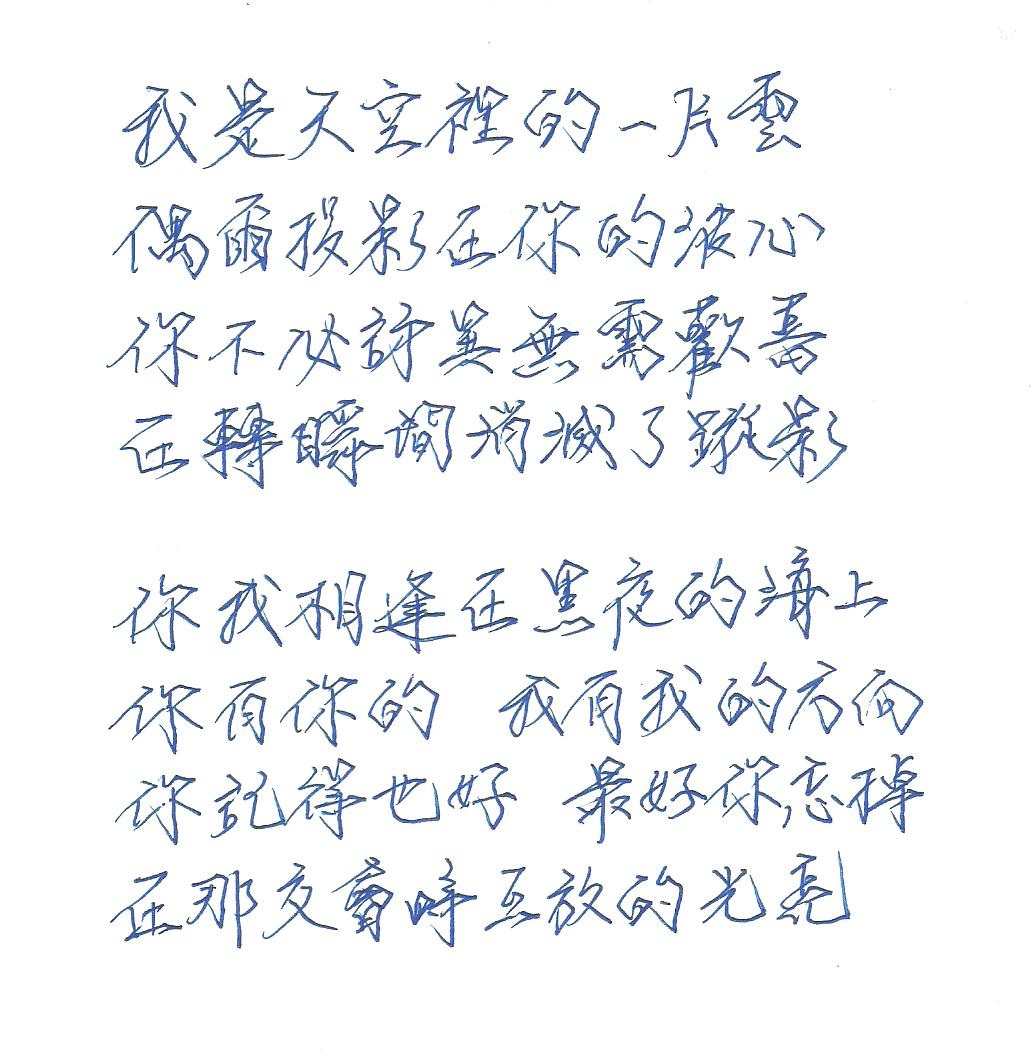 我是天空裡的一片雲
偶爾投影在你的波心
你不必訝異無需歡喜
在轉瞬間消滅了蹤影
你我相逢在黑夜的海上
你有你的 我有我的方向
你記得也好 最好你忘掉
在那交會時互放的光亮